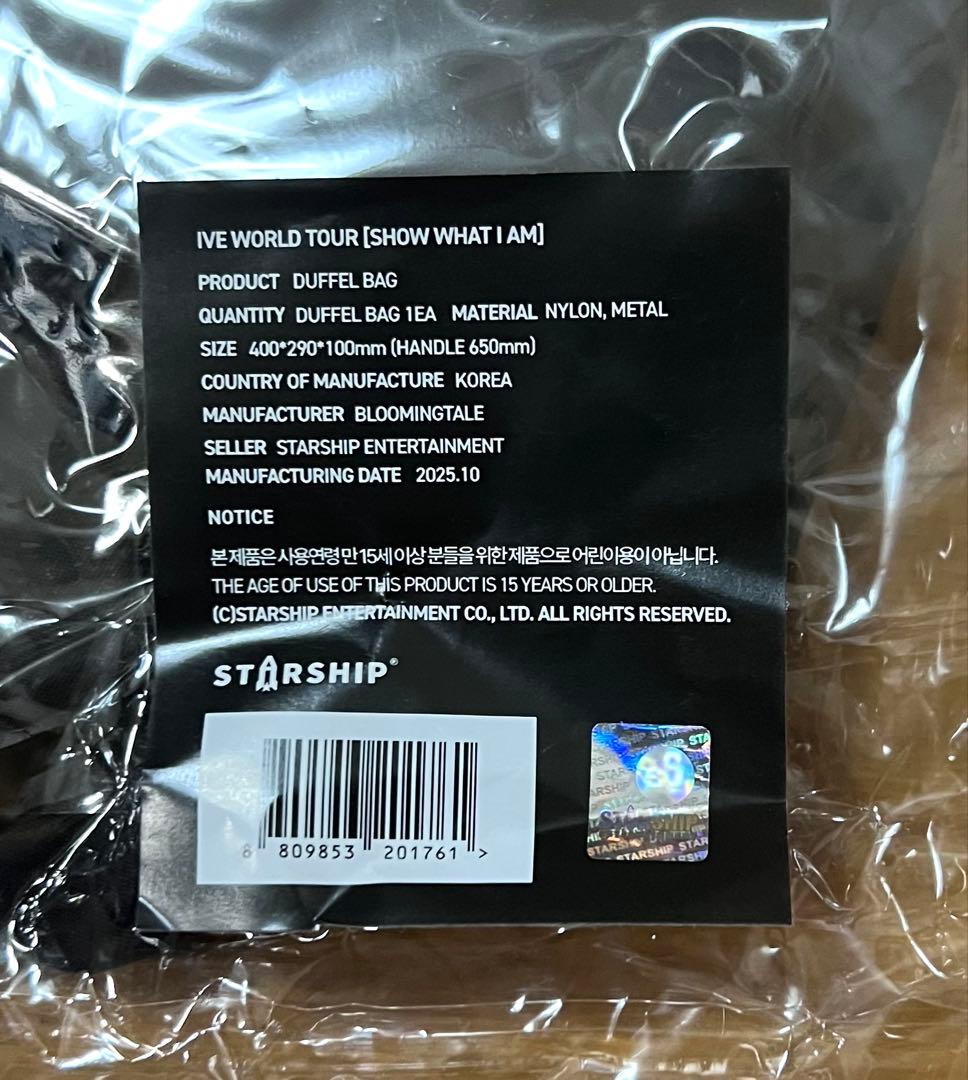 IVE WORLD TOUR [SHOW WHAT I AM]
PRODUCT DUFFEL BAG
QUANTITY DUFFEL BAG 1EA MATERIAL NYLON, METAL
SIZE 400*290*100mm (HANDLE 650mm)
COUNTRY OF MANUFACTURE KOREA
MANUFACTURER BLOOMINGTALE
SELLER STARSHIP ENTERTAINMENT
MANUFACTURING DATE 2025.10
NOTICE
본 제품은 사용연령 만 15세 이상 분들을 위한 제품으로 어린이용이 아닙니다.
THE AGE OF USE OF THIS PRODUCT IS 15 YEARS OR OLDER.
(C)STARSHIP ENTERTAINMENT CO., LTD. ALL RIGHTS RESERVED.
STARSHIP®
8 809853 201761 >
STARSHIP
STARSHIP STAR